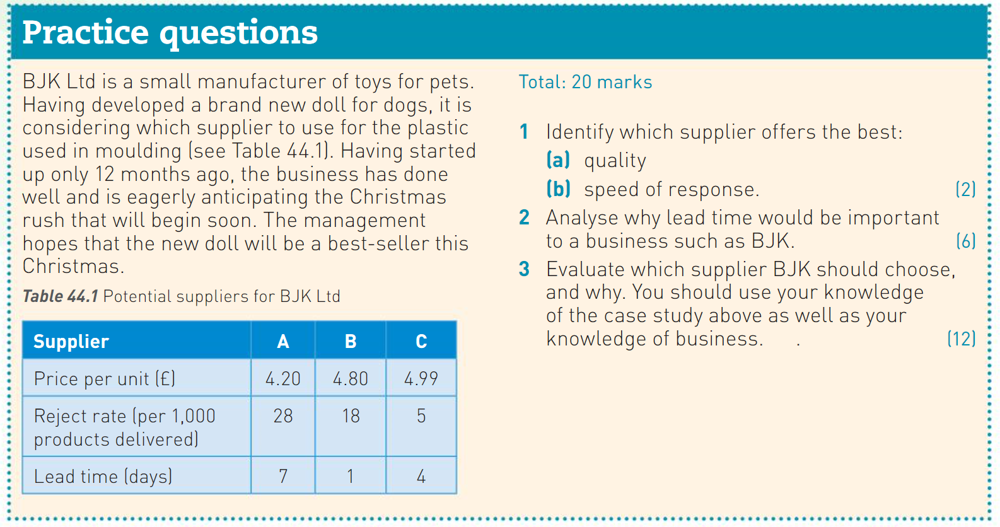 Practice questions
BJK Ltd is a small manufacturer of toys for pets.
Having developed a brand new doll for dogs, it is
considering which supplier to use for the plastic
used in moulding (see Table 44.1). Having started
up only 12 months ago, the business has done
well and is eagerly anticipating the Christmas
rush that will begin soon. The management
hopes that the new doll will be a best-seller this
Christmas.
Table 44.1 Potential suppliers for BJK Ltd
Supplier A B C
Price per unit (£) 4.20 4.80 4.99
Reject rate (per 1,000 28 18 5
products delivered)
Lead time (days) 7 1 4
Total: 20 marks
1 Identify which supplier offers the best:
(a) quality
(b) speed of response. (2)
2 Analyse why lead time would be important
to a business such as BJK. (6)
3 Evaluate which supplier BJK should choose,
and why. You should use your knowledge
of the case study above as well as your
knowledge of business. . (12)